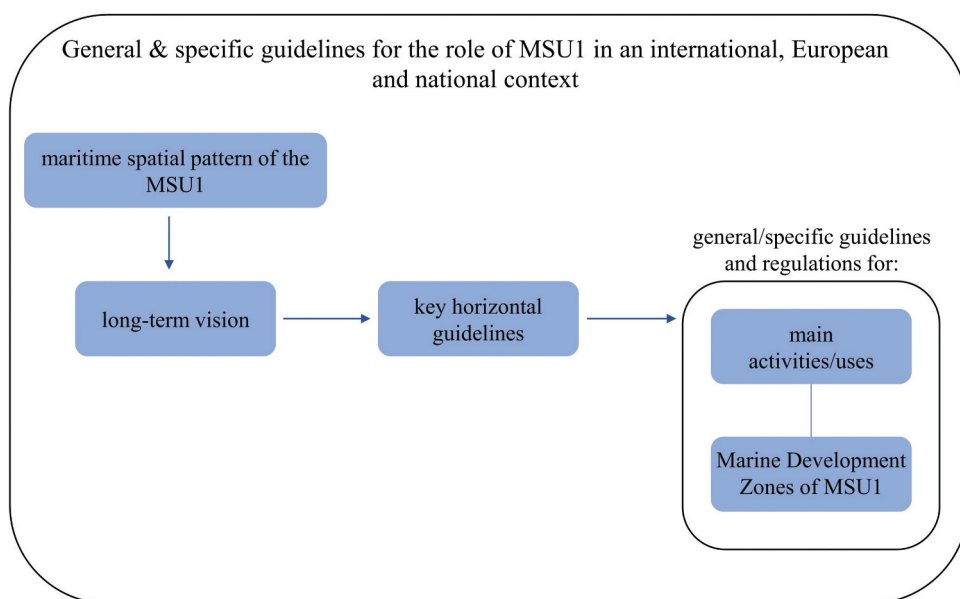 General & specific guidelines for the role of MSU1 in an international, European
and national context
maritime spatial pattern of the
MSU1
long-term vision
key horizontal
guidelines
general/specific guidelines
and regulations for:
main
activities/uses
Marine Development
Zones of MSU1